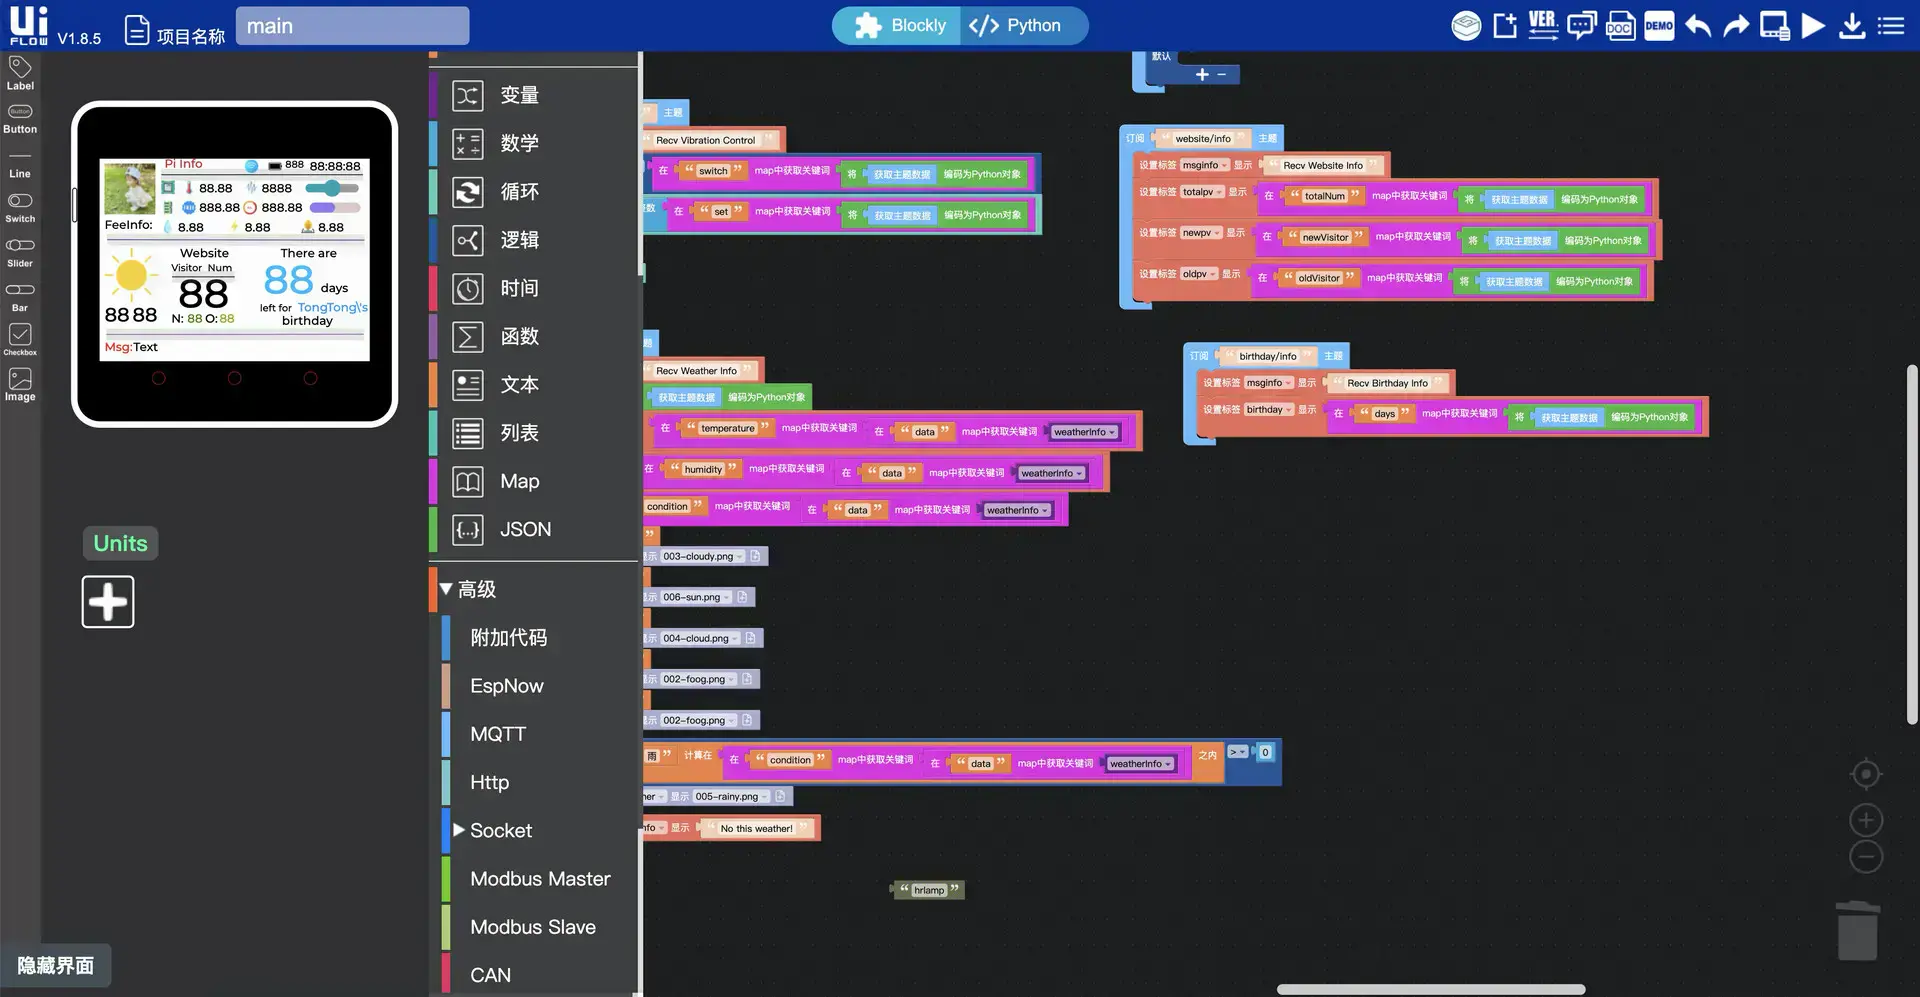 Ui
FLOW
V1.8.5
项目名称
main
Blockly
Python
VER.
DOC
DEMO
Label
Button
Button
Line
Switch
Slider
Bar
Checkbox
Image
Pi Info
888
88:88:88
88.88
8888
888.88
888.88
FeeInfo:
8.88
8.88
8.88
Website
Visitor Num
88
N: 88 O: 88
88 88
There are
88 days
left for TongTong\'s
birthday
Msg:Text
Units
隐藏界面
变量
数学
循环
逻辑
时间
函数
文本
列表
Map
JSON
高级
附加代码
EspNow
MQTT
Http
Socket
Modbus Master
Modbus Slave
CAN
” 主题
“ Recv Vibration Control ”
在 “ switch ” map中获取关键词 将 获取主题数据 编码为Python对象
数 在 “ set ” map中获取关键词 将 获取主题数据 编码为Python对象
题
“ Recv Weather Info ”
获取主题数据 编码为Python对象
在 “ temperature ” map中获取关键词 在 “ data ” map中获取关键词 weatherInfo
在 “ humidity ” map中获取关键词 在 “ data ” map中获取关键词 weatherInfo
condition ” map中获取关键词 在 “ data ” map中获取关键词 weatherInfo
”
显示 003-cloudy.png
显示 006-sun.png
显示 004-cloud.png
显示 002-foog.png
显示 002-foog.png
雨 ” 计算在 在 “ condition ” map中获取关键词 在 “ data ” map中获取关键词 weatherInfo 之内 > 0
her 显示 005-rainy.png
nfo 显示 “ No this weather! ”
“ hrlamp ”
默认
+ −
订阅 “ website/info ” 主题
设置标签 msginfo 显示 “ Recv Website Info ”
设置标签 totalpv 显示 在 “ totalNum ” map中获取关键词 将 获取主题数据 编码为Python对象
设置标签 newpv 显示 在 “ newVisitor ” map中获取关键词 将 获取主题数据 编码为Python对象
设置标签 oldpv 显示 在 “ oldVisitor ” map中获取关键词 将 获取主题数据 编码为Python对象
订阅 “ birthday/info ” 主题
设置标签 msginfo 显示 “ Recv Birthday Info ”
设置标签 birthday 显示 在 “ days ” map中获取关键词 将 获取主题数据 编码为Python对象